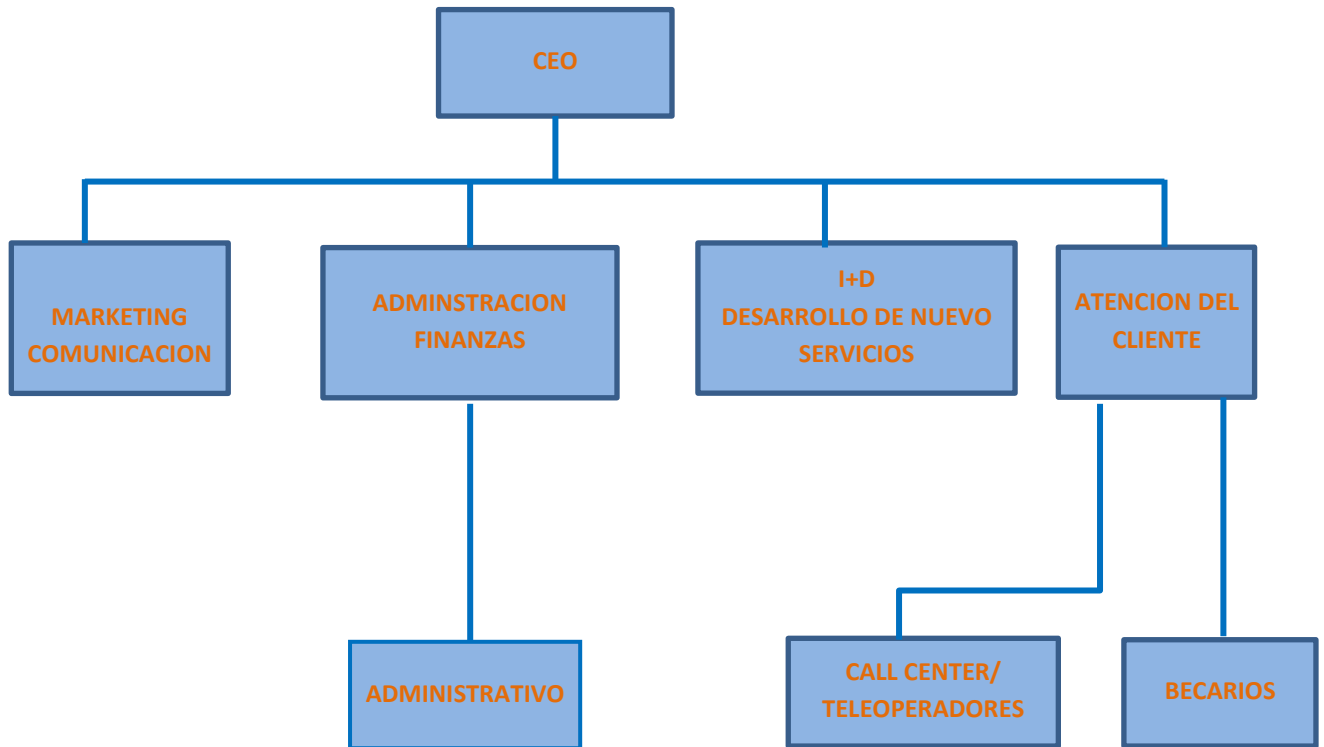 CEO
MARKETING
COMUNICACION
ADMINSTRACION
FINANZAS
I+D
DESARROLLO DE NUEVO
SERVICIOS
ATENCION DEL
CLIENTE
ADMINISTRATIVO
CALL CENTER/
TELEOPERADORES
BECARIOS